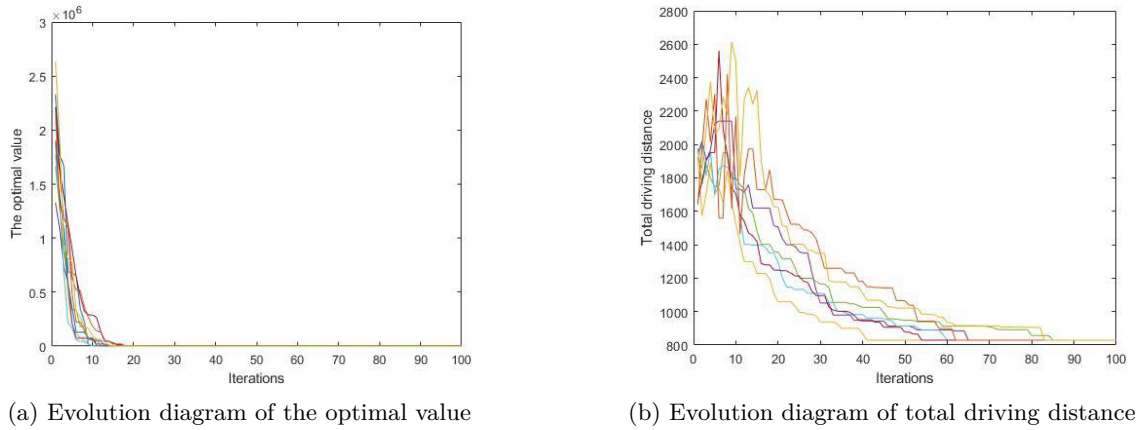 ×10⁶
3
2.5
2
1.5
1
0.5
0
The optimal value
0 10 20 30 40 50 60 70 80 90 100
Iterations
(a) Evolution diagram of the optimal value
2800
2600
2400
2200
2000
1800
1600
1400
1200
1000
800
Total driving distance
0 10 20 30 40 50 60 70 80 90 100
Iterations
(b) Evolution diagram of total driving distance